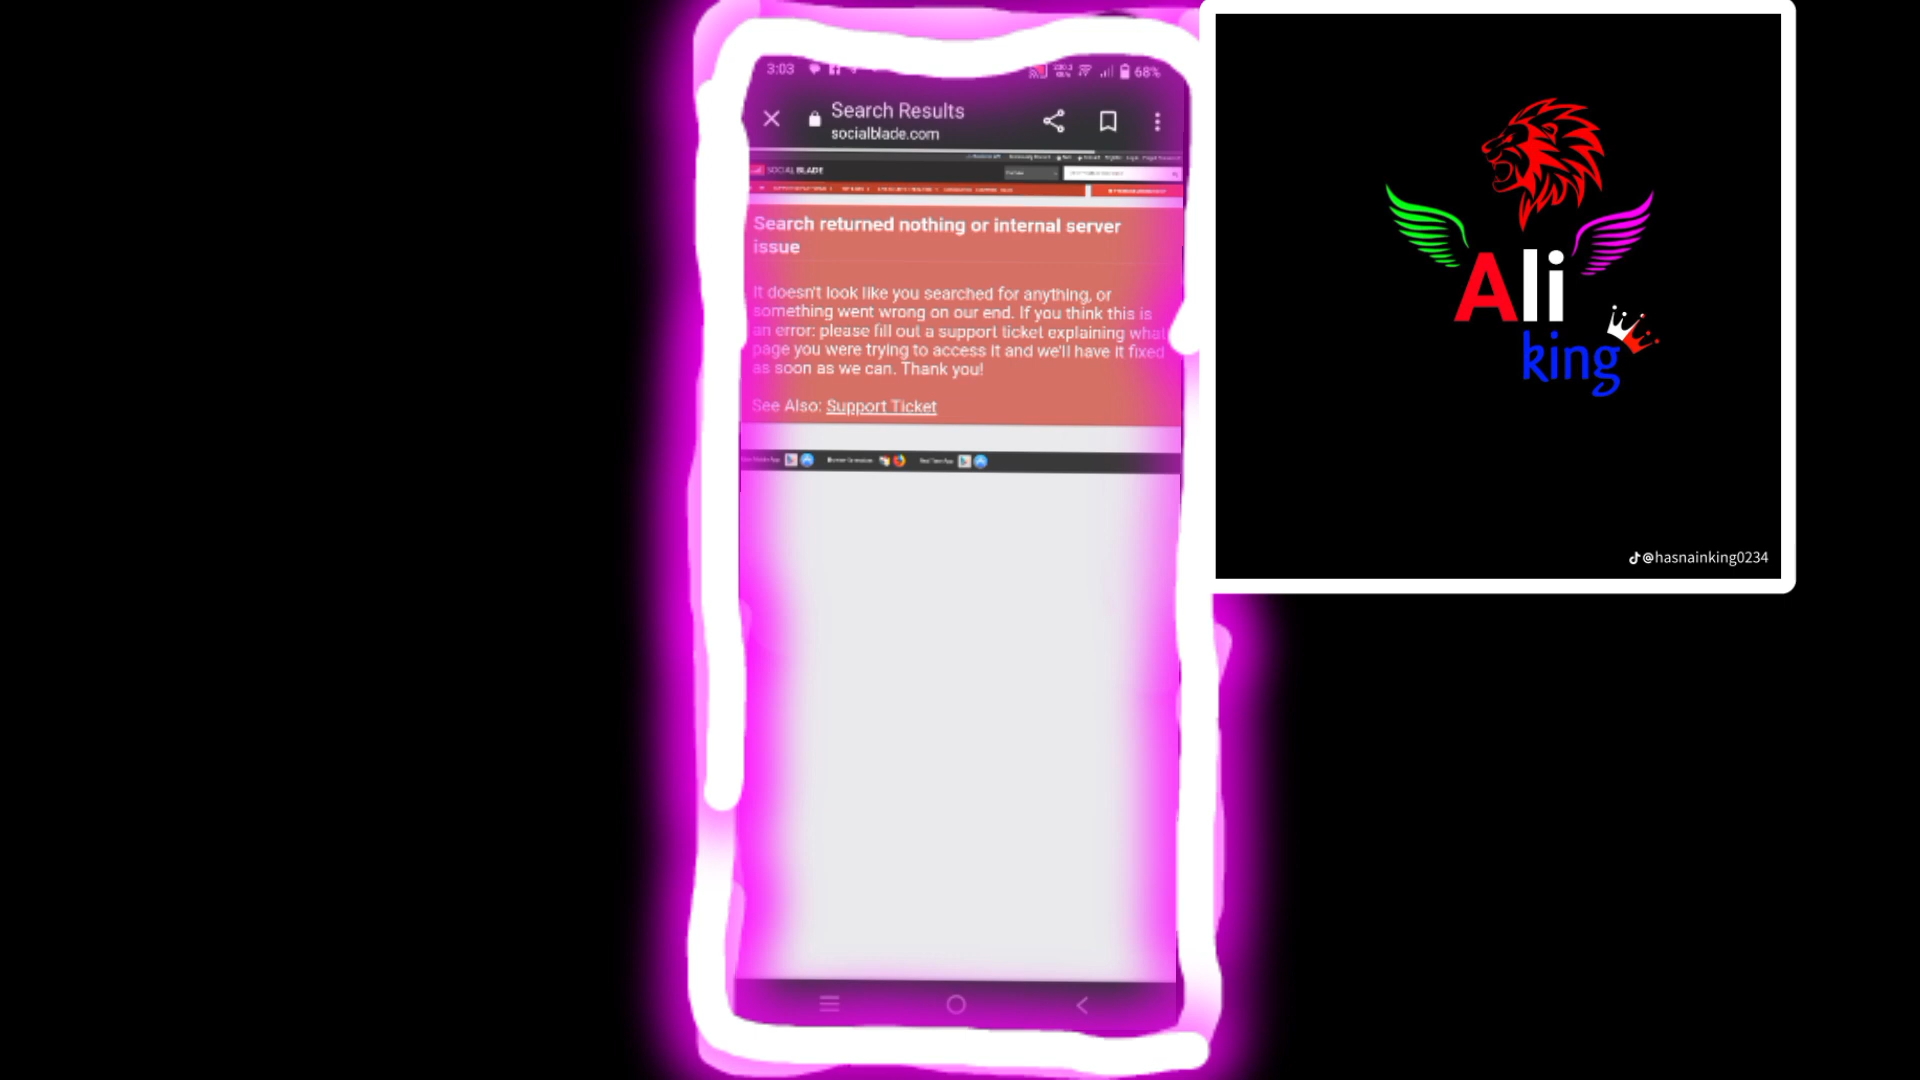 3:03
68%
Search Results
socialblade.com
SOCIAL BLADE
Search returned nothing or internal server
issue
It doesn't look like you searched for anything, or
something went wrong on our end. If you think this is
an error: please fill out a support ticket explaining what
page you were trying to access it and we'll have it fixed
as soon as we can. Thank you!
See Also: Support Ticket
Ali
king
@hasnainking0234